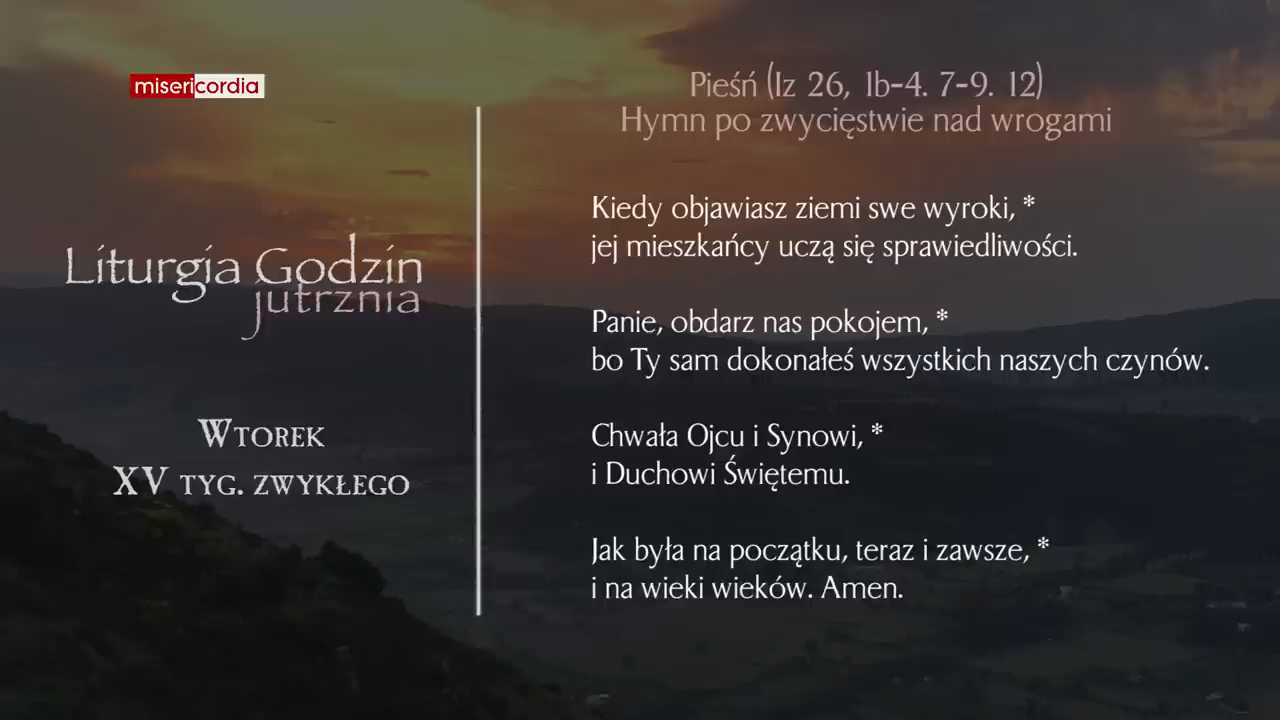 misericordia
Liturgia Godzin
jutrznia
Wtorek
XV tyg. zwykłego
Pieśń (Iz 26, 1b-4. 7-9. 12)
Hymn po zwycięstwie nad wrogami
Kiedy objawiasz ziemi swe wyroki, *
jej mieszkańcy uczą się sprawiedliwości.
Panie, obdarz nas pokojem, *
bo Ty sam dokonałeś wszystkich naszych czynów.
Chwała Ojcu i Synowi, *
i Duchowi Świętemu.
Jak była na początku, teraz i zawsze, *
i na wieki wieków. Amen.